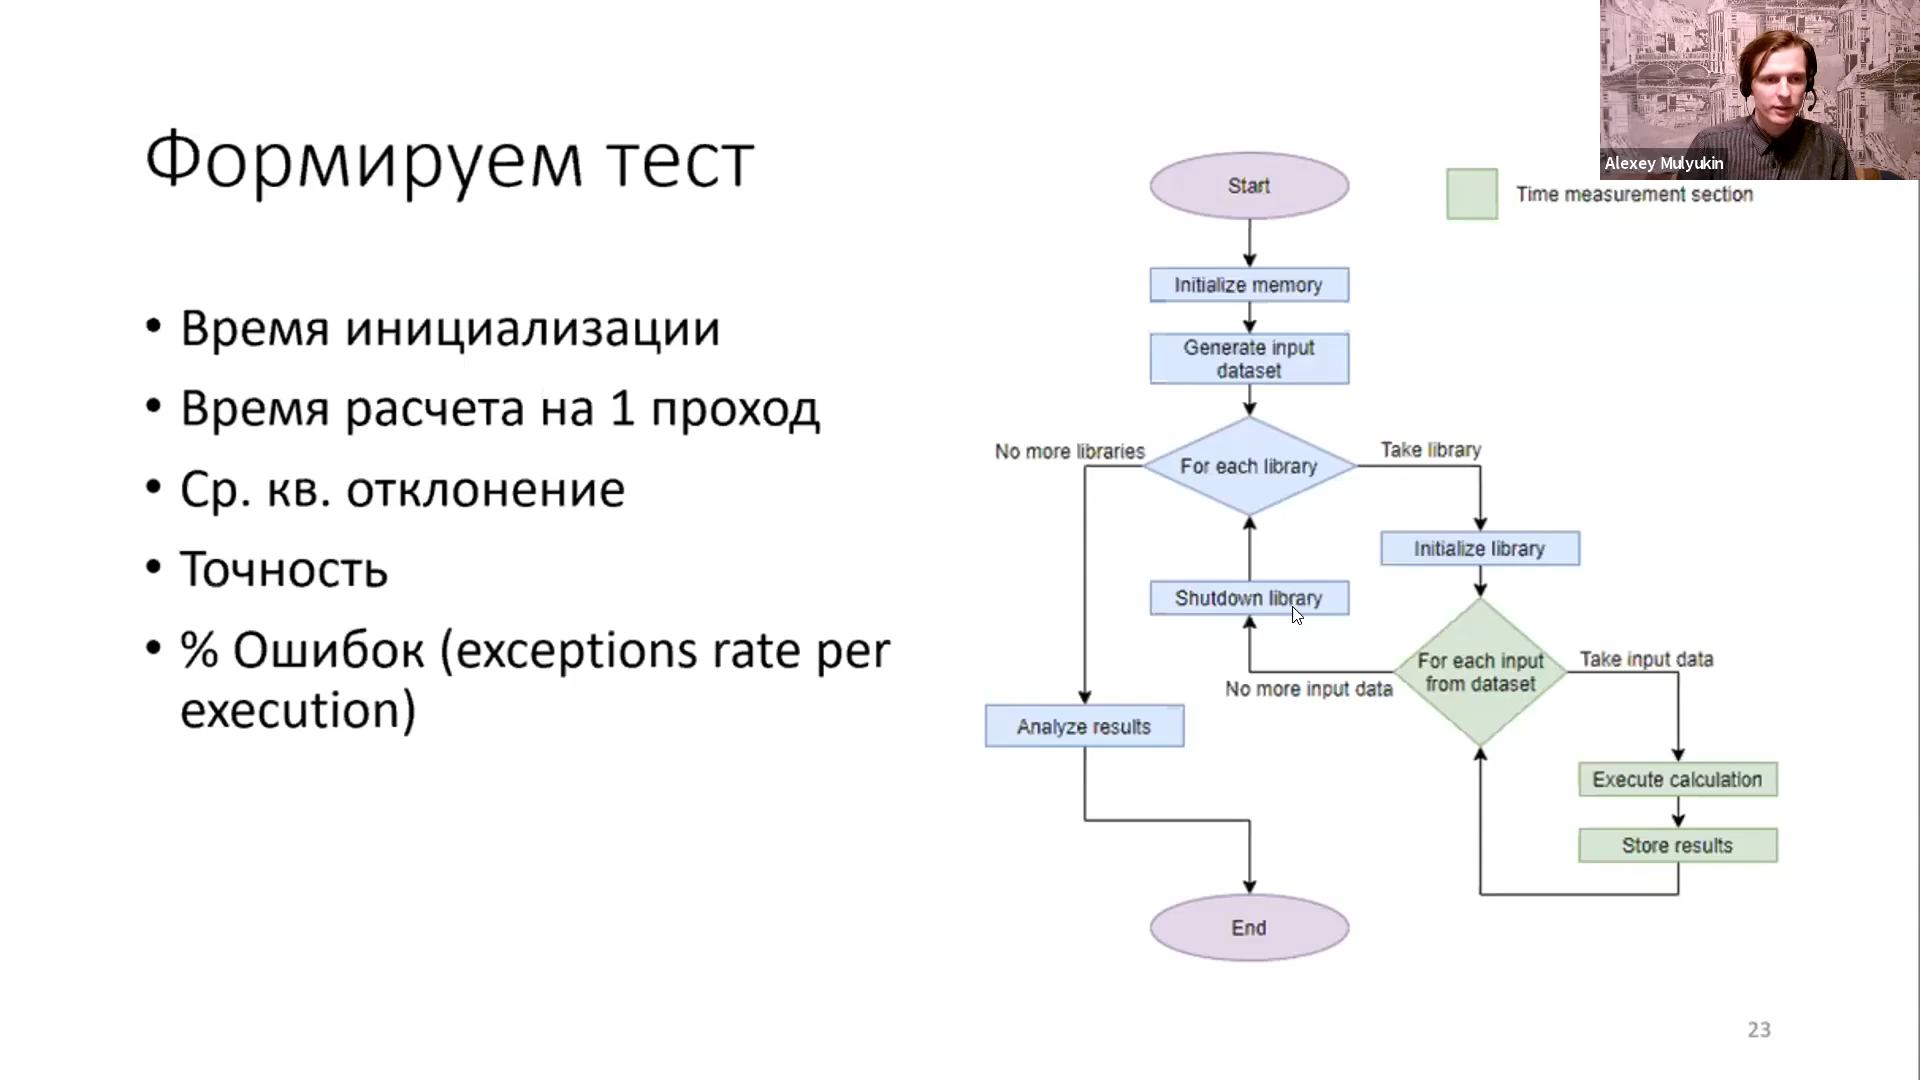 Alexey Mulyukin
Формируем тест
• Время инициализации
• Время расчета на 1 проход
• Ср. кв. отклонение
• Точность
• % Ошибок (exceptions rate per
execution)
Start
Time measurement section
Initialize memory
Generate input
dataset
No more libraries
For each library
Take library
Initialize library
Shutdown library
For each input
from dataset
Take input data
No more input data
Analyze results
Execute calculation
Store results
End
23